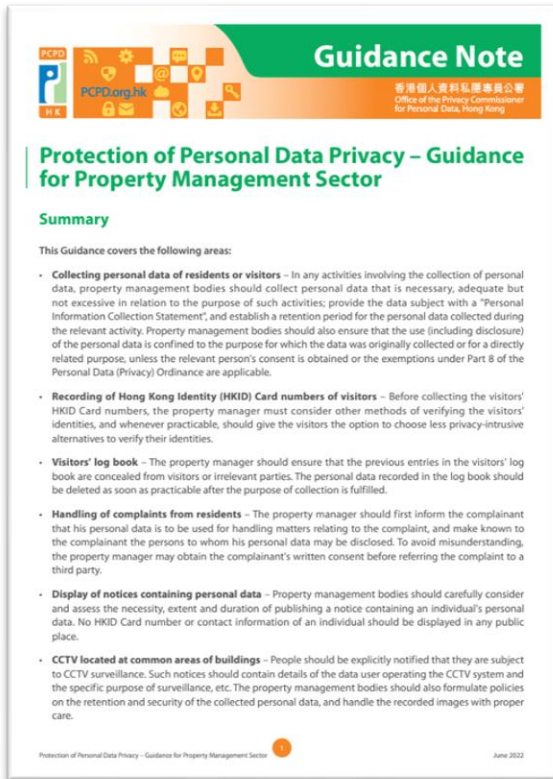 PCPD
PCPD.org.hk
H K
Guidance Note
香港個人資料私隱專員公署
Office of the Privacy Commissioner
for Personal Data, Hong Kong
Protection of Personal Data Privacy – Guidance
for Property Management Sector
Summary
This Guidance covers the following areas:
• Collecting personal data of residents or visitors – In any activities involving the collection of personal
data, property management bodies should collect personal data that is necessary, adequate but
not excessive in relation to the purpose of such activities; provide the data subject with a "Personal
Information Collection Statement", and establish a retention period for the personal data collected during
the relevant activity. Property management bodies should also ensure that the use (including disclosure)
of the personal data is confined to the purpose for which the data was originally collected or for a directly
related purpose, unless the relevant person's consent is obtained or the exemptions under Part 8 of the
Personal Data (Privacy) Ordinance are applicable.
• Recording of Hong Kong Identity (HKID) Card numbers of visitors – Before collecting the visitors'
HKID Card numbers, the property manager must consider other methods of verifying the visitors'
identities, and whenever practicable, should give the visitors the option to choose less privacy-intrusive
alternatives to verify their identities.
• Visitors' log book – The property manager should ensure that the previous entries in the visitors' log
book are concealed from visitors or irrelevant parties. The personal data recorded in the log book should
be deleted as soon as practicable after the purpose of collection is fulfilled.
• Handling of complaints from residents – The property manager should first inform the complainant
that his personal data is to be used for handling matters relating to the complaint, and make known to
the complainant the persons to whom his personal data may be disclosed. To avoid misunderstanding,
the property manager may obtain the complainant's written consent before referring the complaint to a
third party.
• Display of notices containing personal data – Property management bodies should carefully consider
and assess the necessity, extent and duration of publishing a notice containing an individual's personal
data. No HKID Card number or contact information of an individual should be displayed in any public
place.
• CCTV located at common areas of buildings – People should be explicitly notified that they are subject
to CCTV surveillance. Such notices should contain details of the data user operating the CCTV system and
the specific purpose of surveillance, etc. The property management bodies should also formulate policies
on the retention and security of the collected personal data, and handle the recorded images with proper
care.
Protection of Personal Data Privacy – Guidance for Property Management Sector
1
June 2022